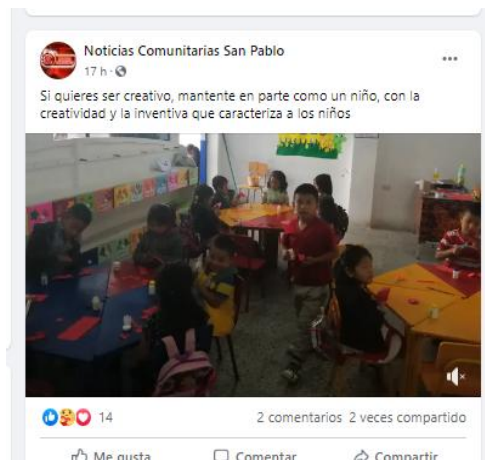 Noticias Comunitarias San Pablo
17 h ·
Si quieres ser creativo, mantente en parte como un niño, con la
creatividad y la inventiva que caracteriza a los niños
14
2 comentarios 2 veces compartido
Me gusta Comentar Compartir